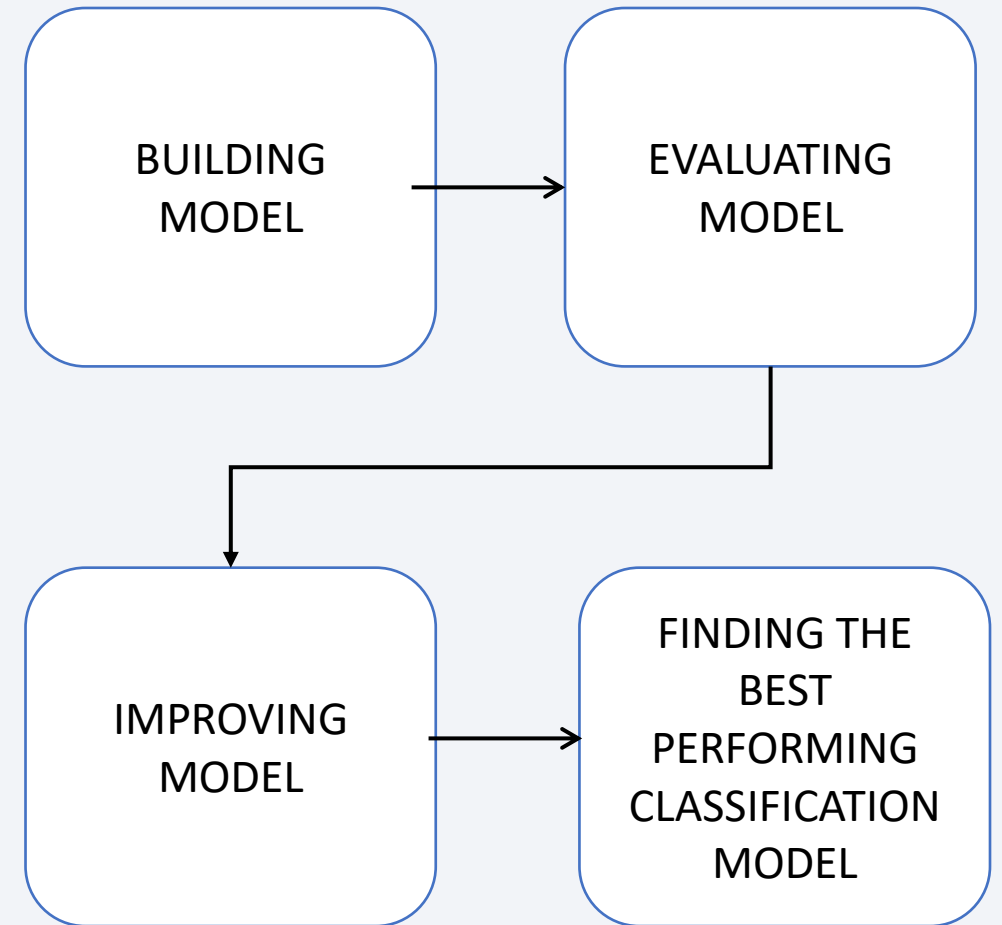 BUILDING
MODEL
EVALUATING
MODEL
IMPROVING
MODEL
FINDING THE
BEST
PERFORMING
CLASSIFICATION
MODEL